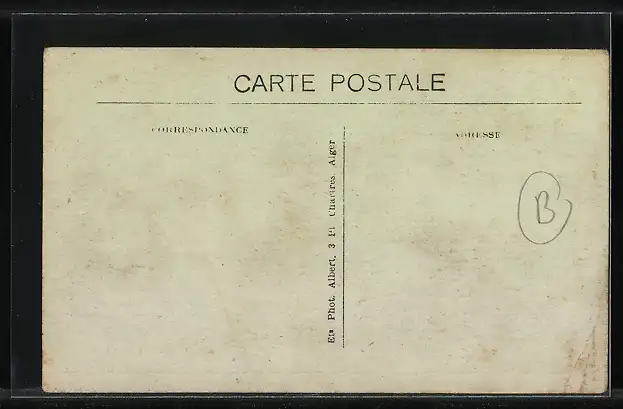 CARTE POSTALE
CORRESPONDANCE
ADRESSE
Ets Phot. Albert, 3 Pl Chartres, Alger
B